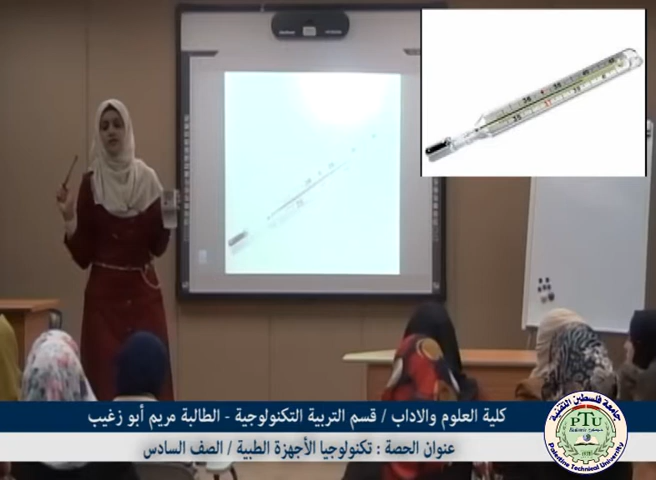 كلية العلوم والاداب / قسم التربية التكنولوجية - الطالبة مريم أبو زغيب
عنوان الحصة : تكنولوجيا الأجهزة الطبية / الصف السادس
جامعة فلسطين التقنية
PTU
Palestine Technical University